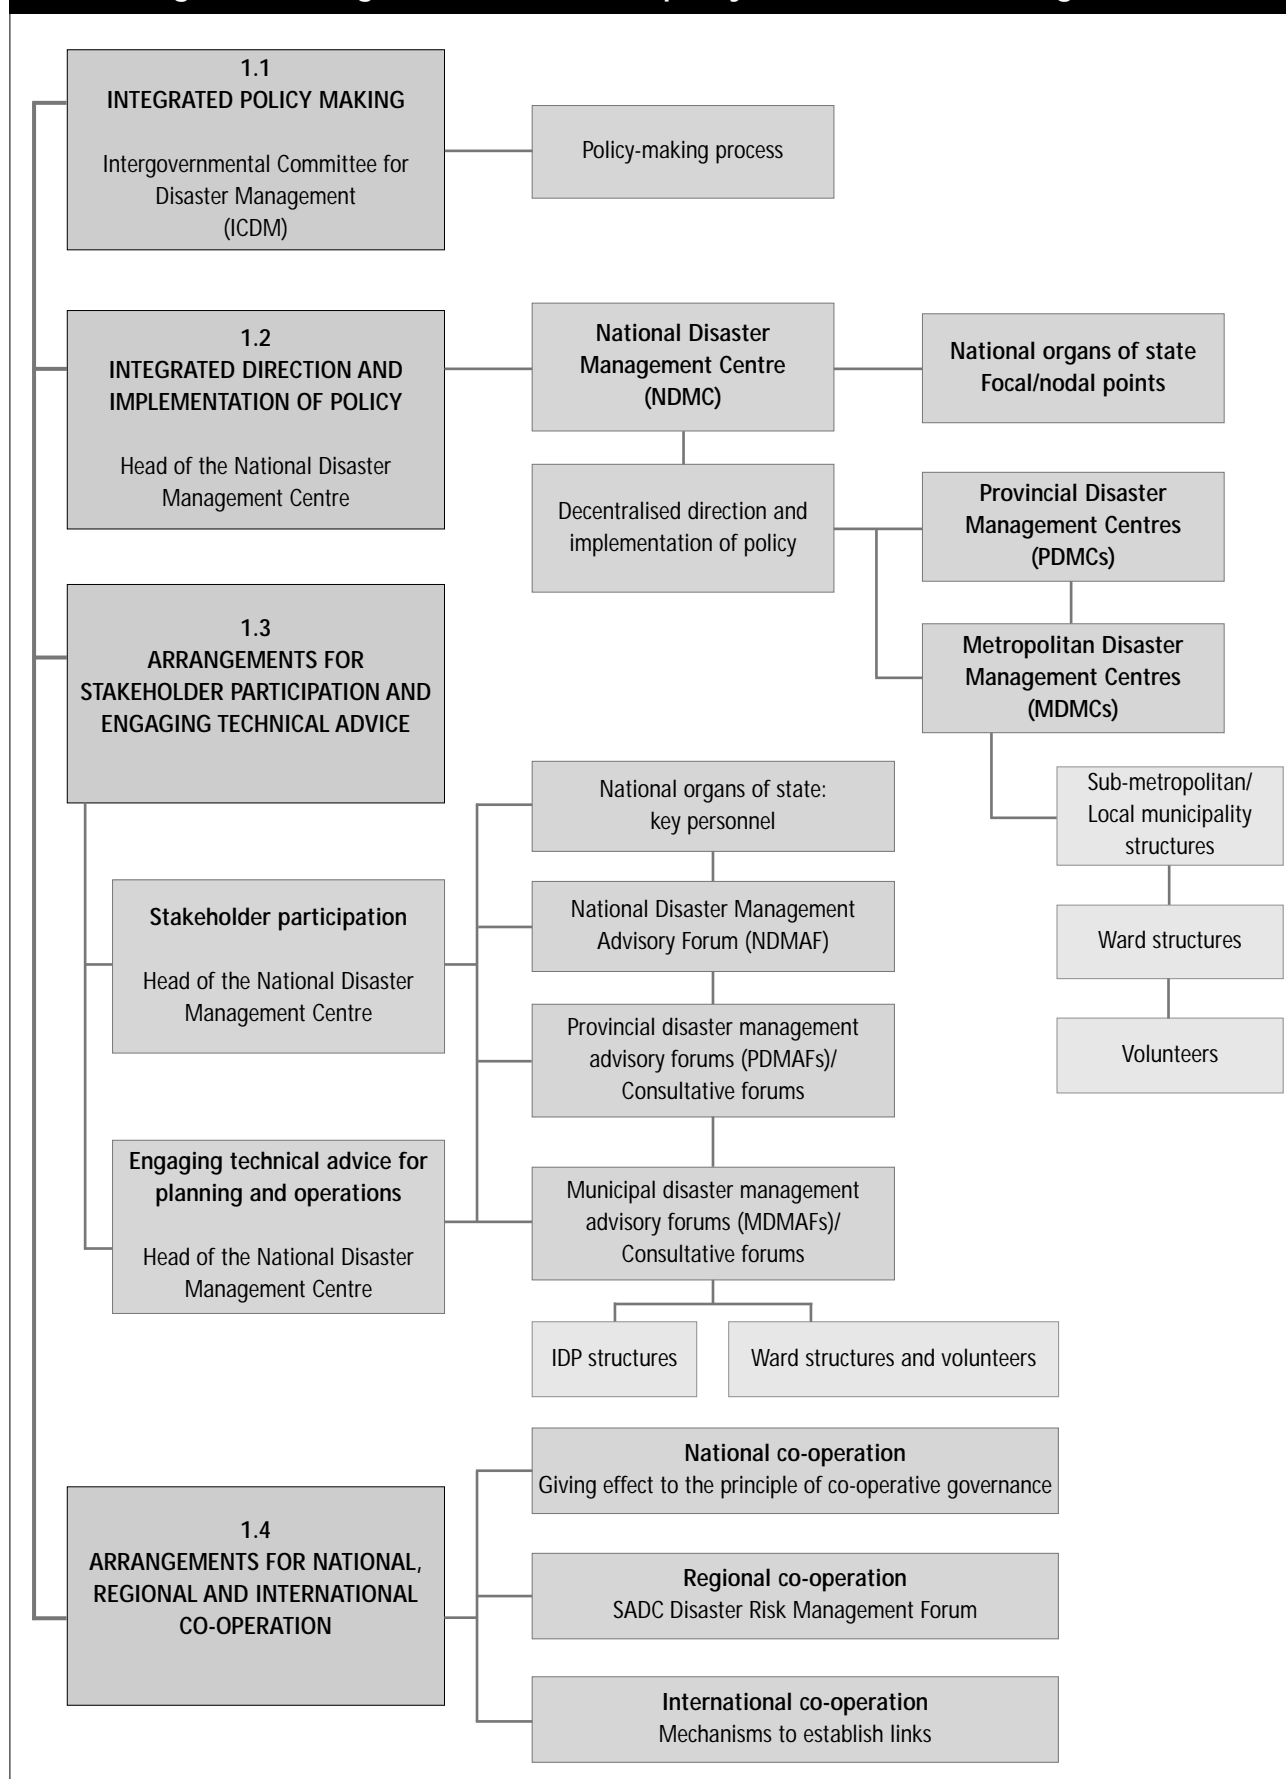 1.1
INTEGRATED POLICY MAKING
Intergovernmental Committee for
Disaster Management
(ICDM)
Policy-making process
1.2
INTEGRATED DIRECTION AND
IMPLEMENTATION OF POLICY
Head of the National Disaster
Management Centre
National Disaster
Management Centre
(NDMC)
National organs of state
Focal/nodal points
Decentralised direction and
implementation of policy
Provincial Disaster
Management Centres
(PDMCs)
Metropolitan Disaster
Management Centres
(MDMCs)
Sub-metropolitan/
Local municipality
structures
Ward structures
Volunteers
1.3
ARRANGEMENTS FOR
STAKEHOLDER PARTICIPATION AND
ENGAGING TECHNICAL ADVICE
Stakeholder participation
Head of the National Disaster
Management Centre
Engaging technical advice for
planning and operations
Head of the National Disaster
Management Centre
National organs of state:
key personnel
National Disaster Management
Advisory Forum (NDMAF)
Provincial disaster management
advisory forums (PDMAFs)/
Consultative forums
Municipal disaster management
advisory forums (MDMAFs)/
Consultative forums
IDP structures
Ward structures and volunteers
1.4
ARRANGEMENTS FOR NATIONAL,
REGIONAL AND INTERNATIONAL
CO-OPERATION
National co-operation
Giving effect to the principle of co-operative governance
Regional co-operation
SADC Disaster Risk Management Forum
International co-operation
Mechanisms to establish links